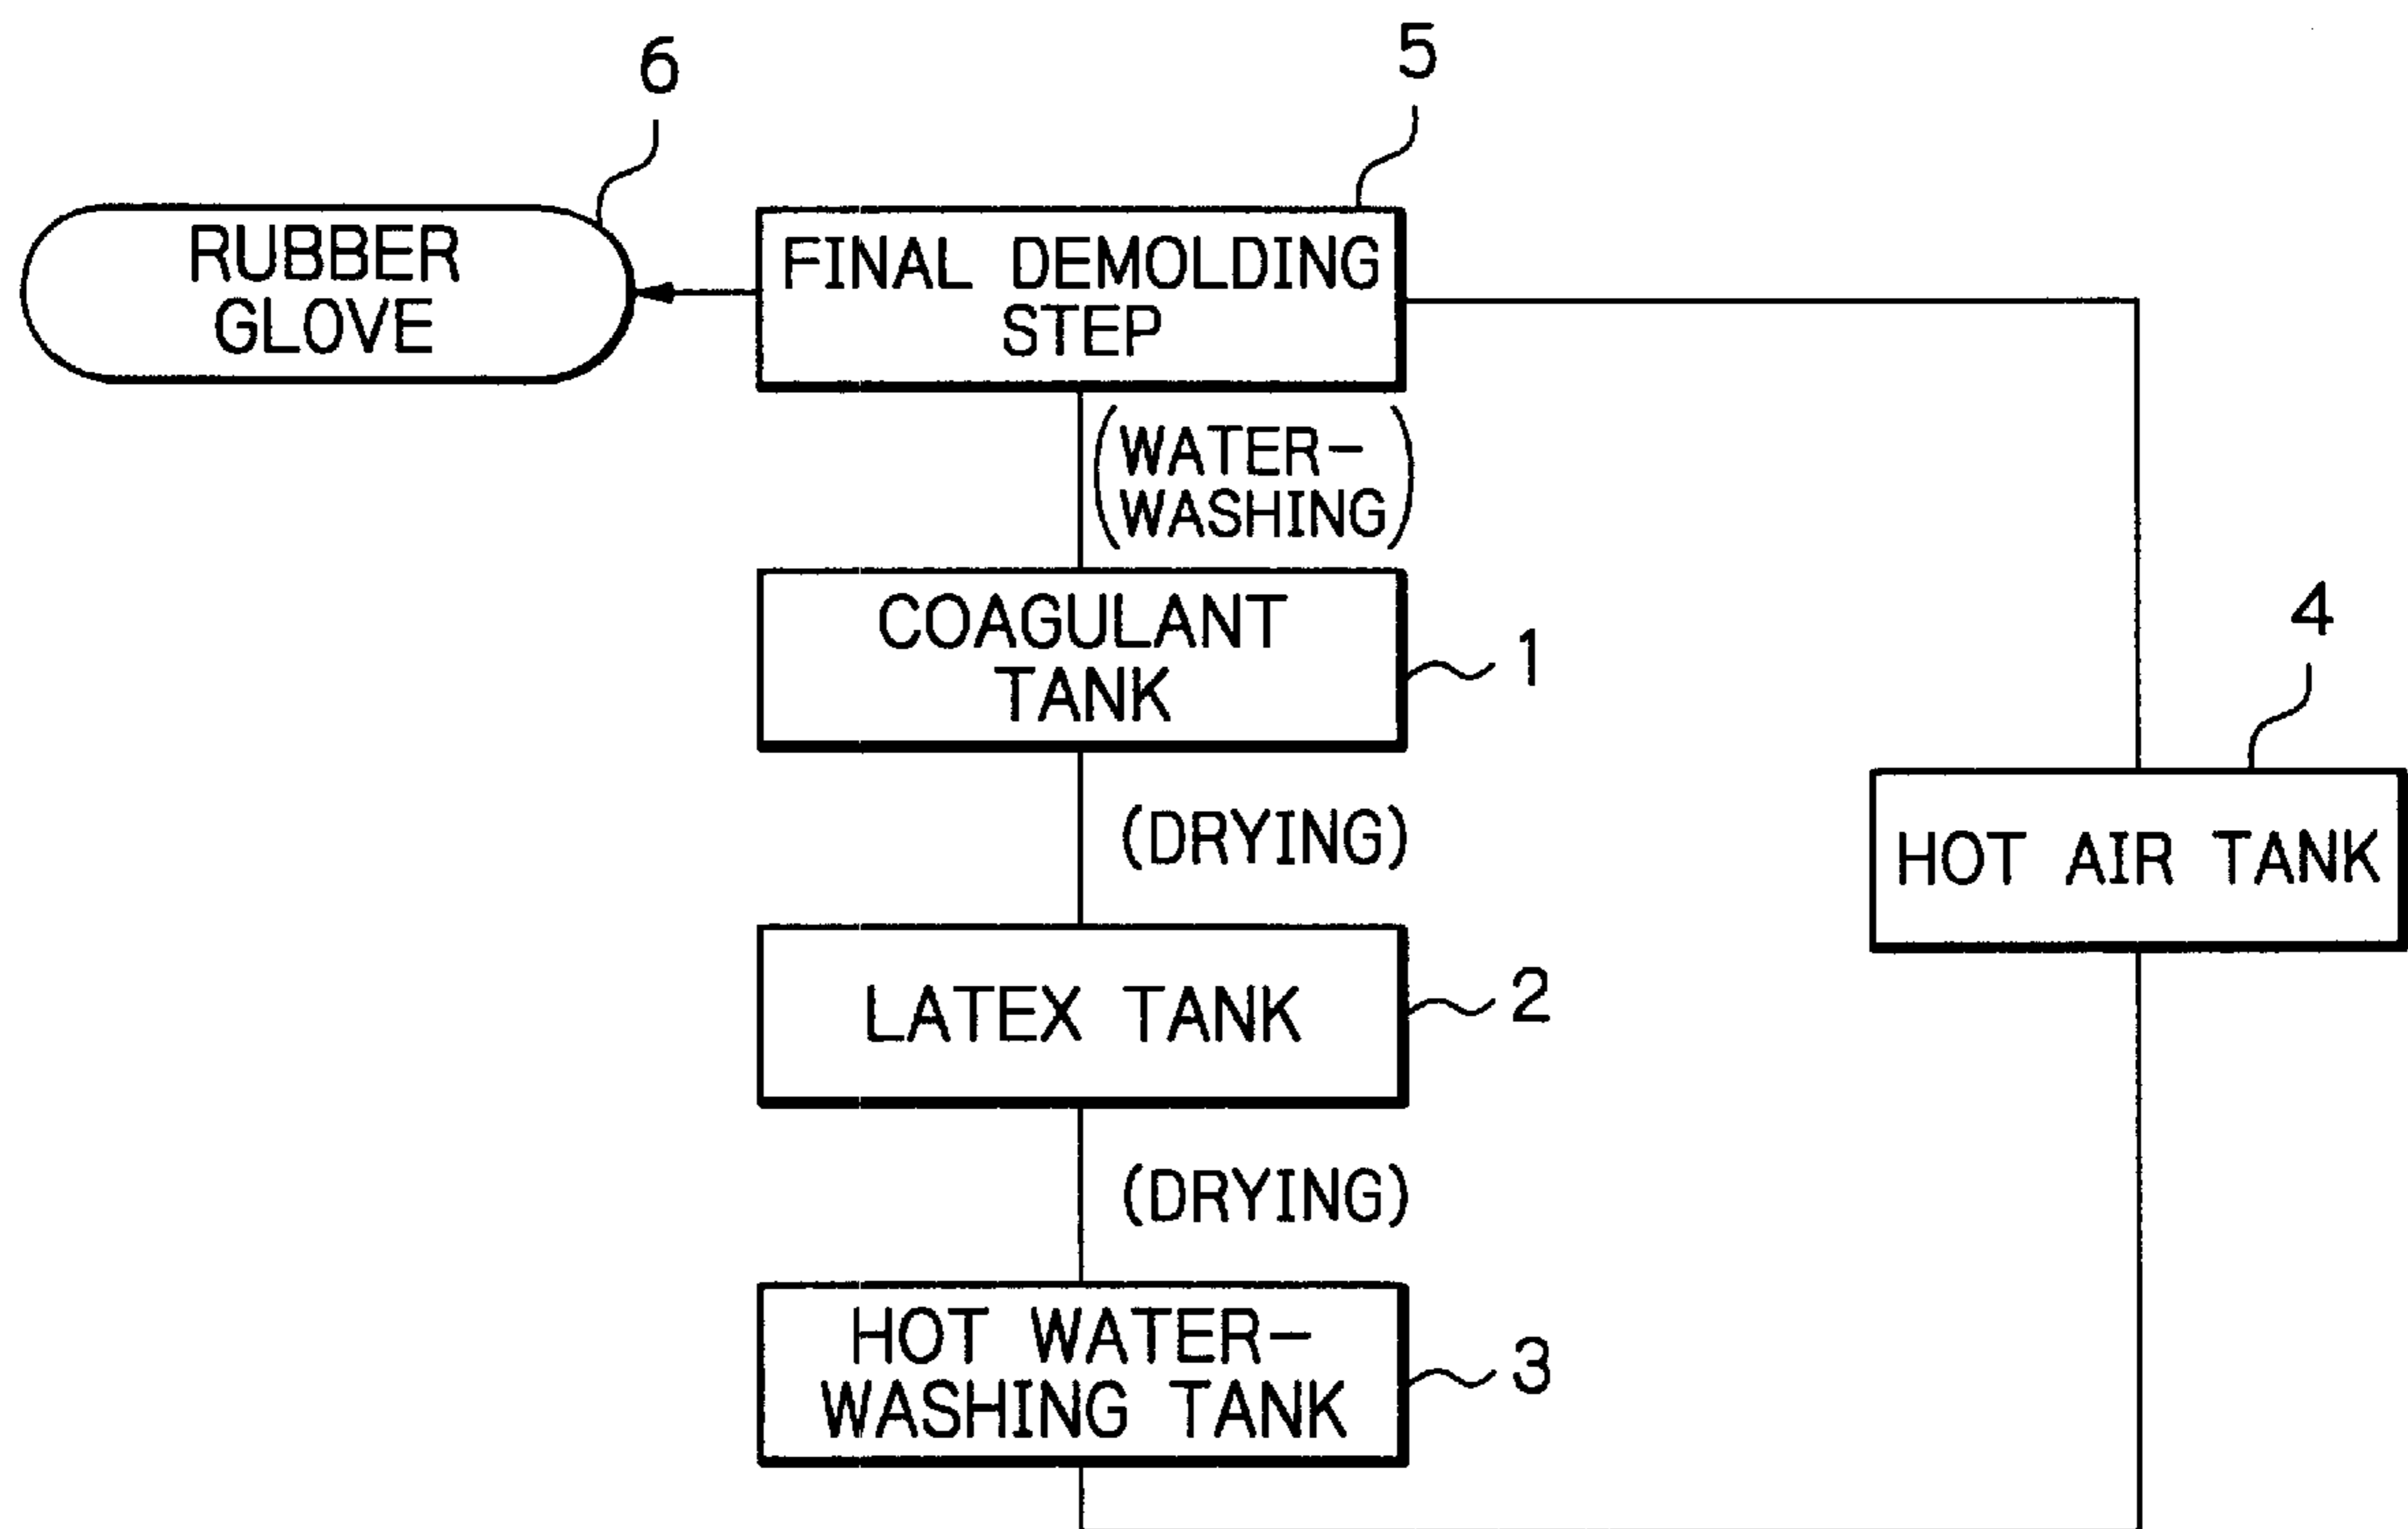 6
5
RUBBER
GLOVE
FINAL DEMOLDING
STEP
(WATER-
WASHING)
COAGULANT
TANK
1
4
(DRYING)
HOT AIR TANK
LATEX TANK
2
(DRYING)
HOT WATER-
WASHING TANK
3